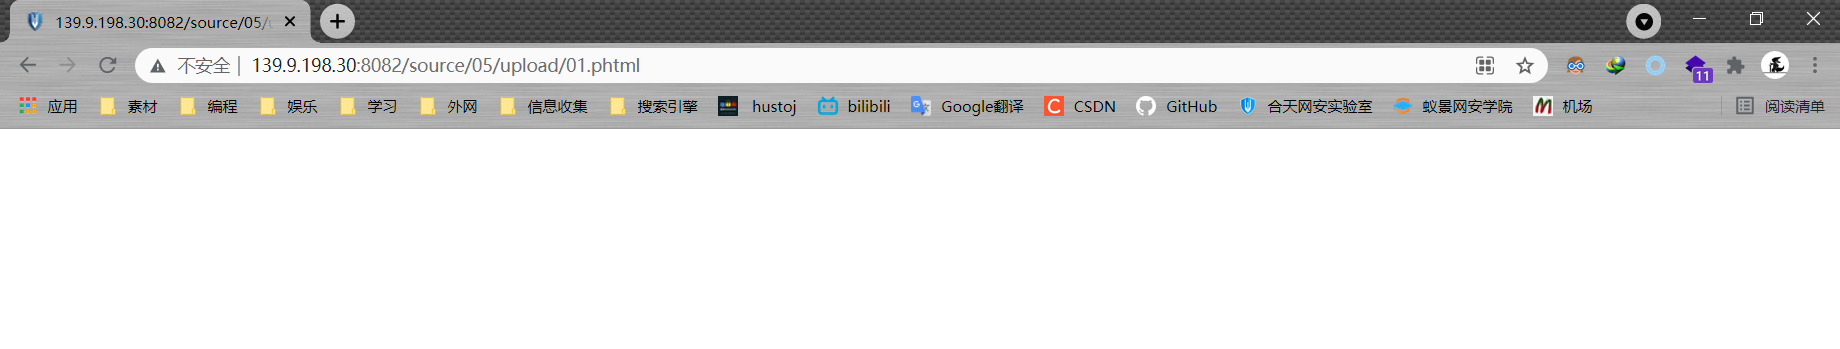 139.9.198.30:8082/source/05/u
不安全 | 139.9.198.30:8082/source/05/upload/01.phtml
应用 素材 编程 娱乐 学习 外网 信息收集 搜索引擎 hustoj bilibili Google翻译 CSDN GitHub 合天网安实验室 蚁景网安学院 机场 阅读清单
11